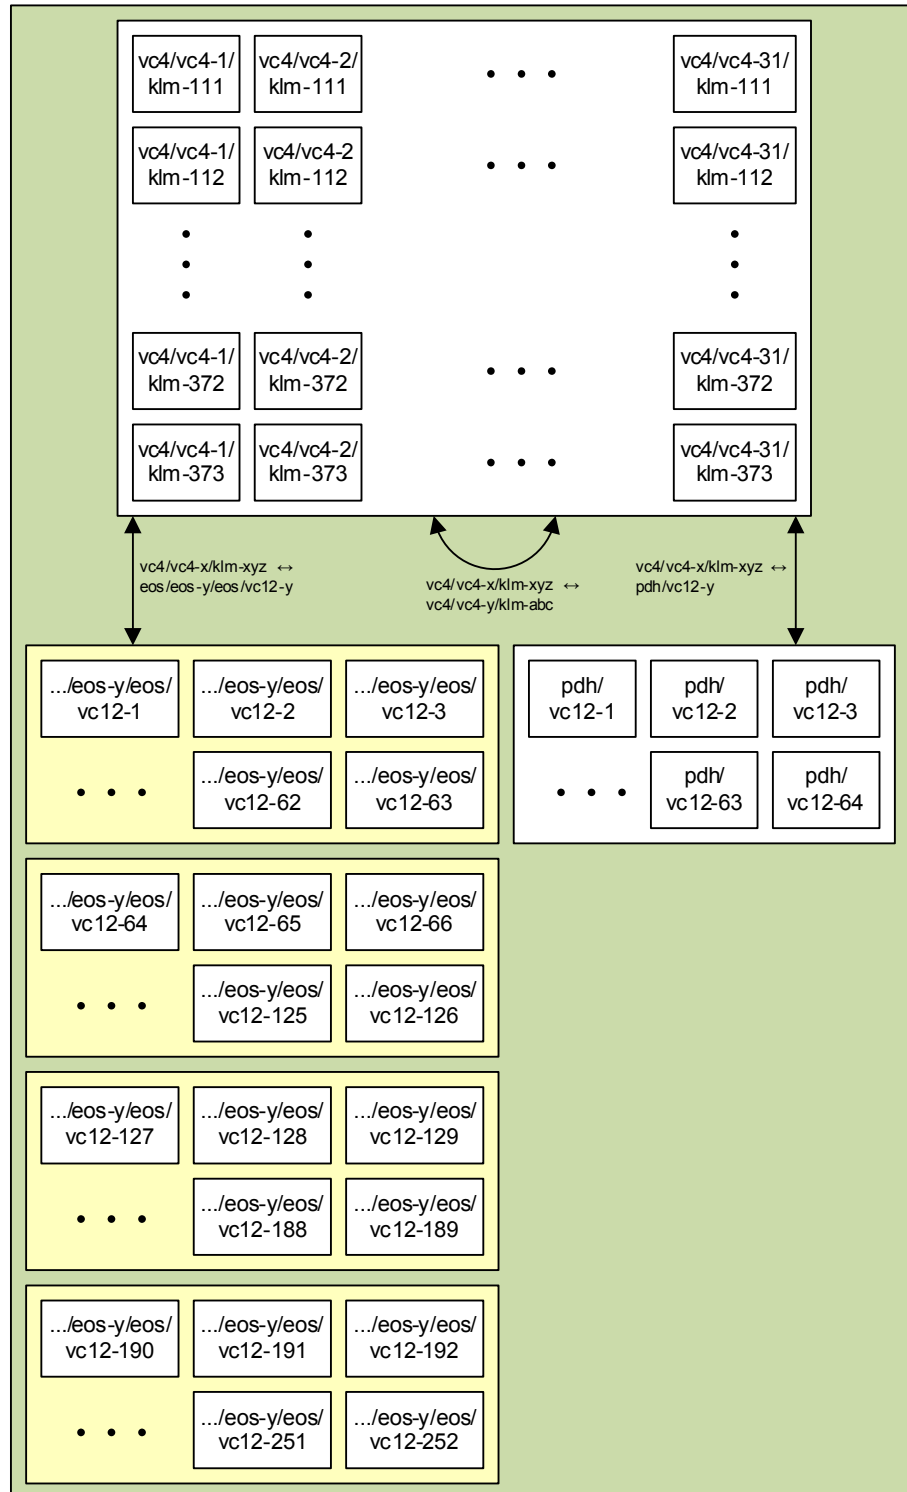 vc4/vc4-1/
klm-111
vc4/vc4-2/
klm-111
• • •
vc4/vc4-31/
klm-111
vc4/vc4-1/
klm-112
vc4/vc4-2
klm-112
• • •
vc4/vc4-31/
klm-112
vc4/vc4-1/
klm-372
vc4/vc4-2/
klm-372
• • •
vc4/vc4-31/
klm-372
vc4/vc4-1/
klm-373
vc4/vc4-2/
klm-373
• • •
vc4/vc4-31/
klm-373
vc4/vc4-x/klm-xyz ↔
eos/eos-y/eos/vc12-y
vc4/vc4-x/klm-xyz ↔
vc4/vc4-y/klm-abc
vc4/vc4-x/klm-xyz ↔
pdh/vc12-y
.../eos-y/eos/
vc12-1
.../eos-y/eos/
vc12-2
.../eos-y/eos/
vc12-3
• • •
.../eos-y/eos/
vc12-62
.../eos-y/eos/
vc12-63
pdh/
vc12-1
pdh/
vc12-2
pdh/
vc12-3
• • •
pdh/
vc12-63
pdh/
vc12-64
.../eos-y/eos/
vc12-64
.../eos-y/eos/
vc12-65
.../eos-y/eos/
vc12-66
• • •
.../eos-y/eos/
vc12-125
.../eos-y/eos/
vc12-126
.../eos-y/eos/
vc12-127
.../eos-y/eos/
vc12-128
.../eos-y/eos/
vc12-129
• • •
.../eos-y/eos/
vc12-188
.../eos-y/eos/
vc12-189
.../eos-y/eos/
vc12-190
.../eos-y/eos/
vc12-191
.../eos-y/eos/
vc12-192
• • •
.../eos-y/eos/
vc12-251
.../eos-y/eos/
vc12-252